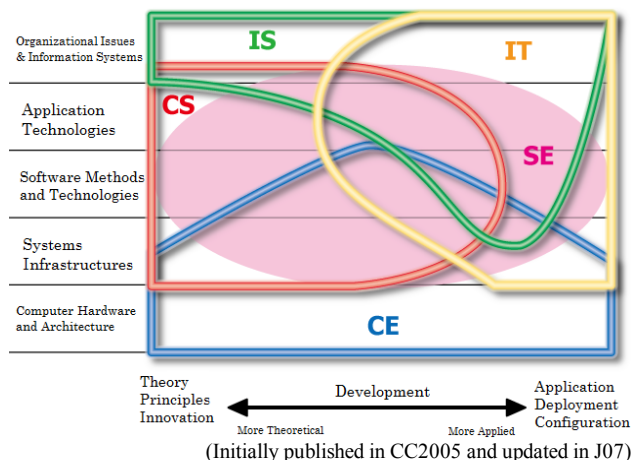 Organizational Issues
& Information Systems
IS
IT
CS
Application
Technologies
SE
Software Methods
and Technologies
Systems
Infrastructures
Computer Hardware
and Architecture
CE
Theory
Principles
Innovation
Development
More Theoretical
More Applied
Application
Deployment
Configuration
(Initially published in CC2005 and updated in J07)